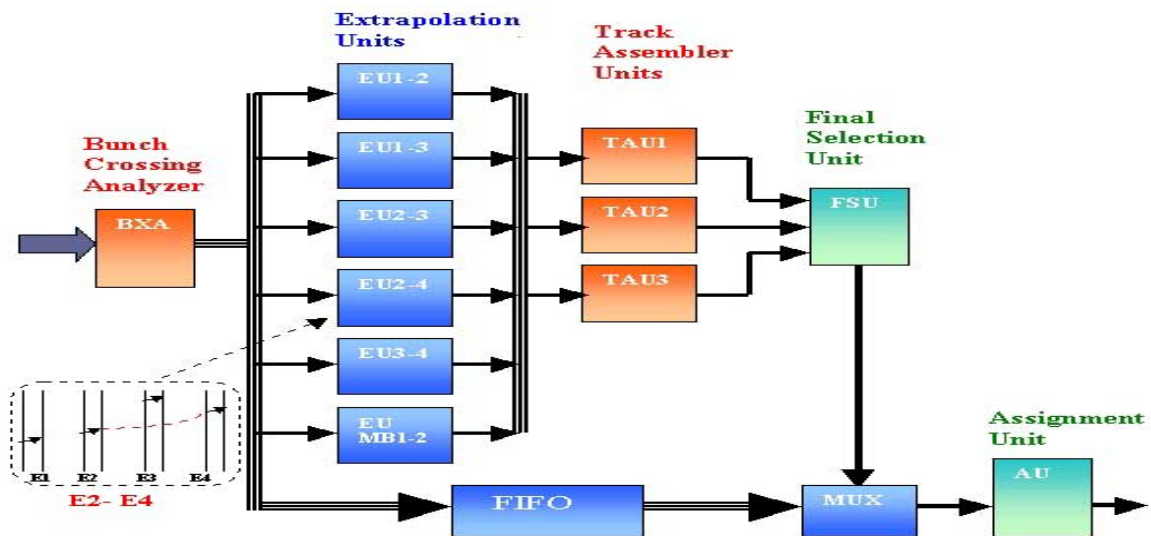 Extrapolation
Units
Track
Assembler
Units
Final
Selection
Unit
Bunch
Crossing
Analyzer
BXA
EU1-2
EU1-3
EU2-3
EU2-4
EU3-4
EU
MB1-2
TAU1
TAU2
TAU3
FSU
E1 E2 E3 E4
E2- E4
FIFO
MUX
Assignment
Unit
AU